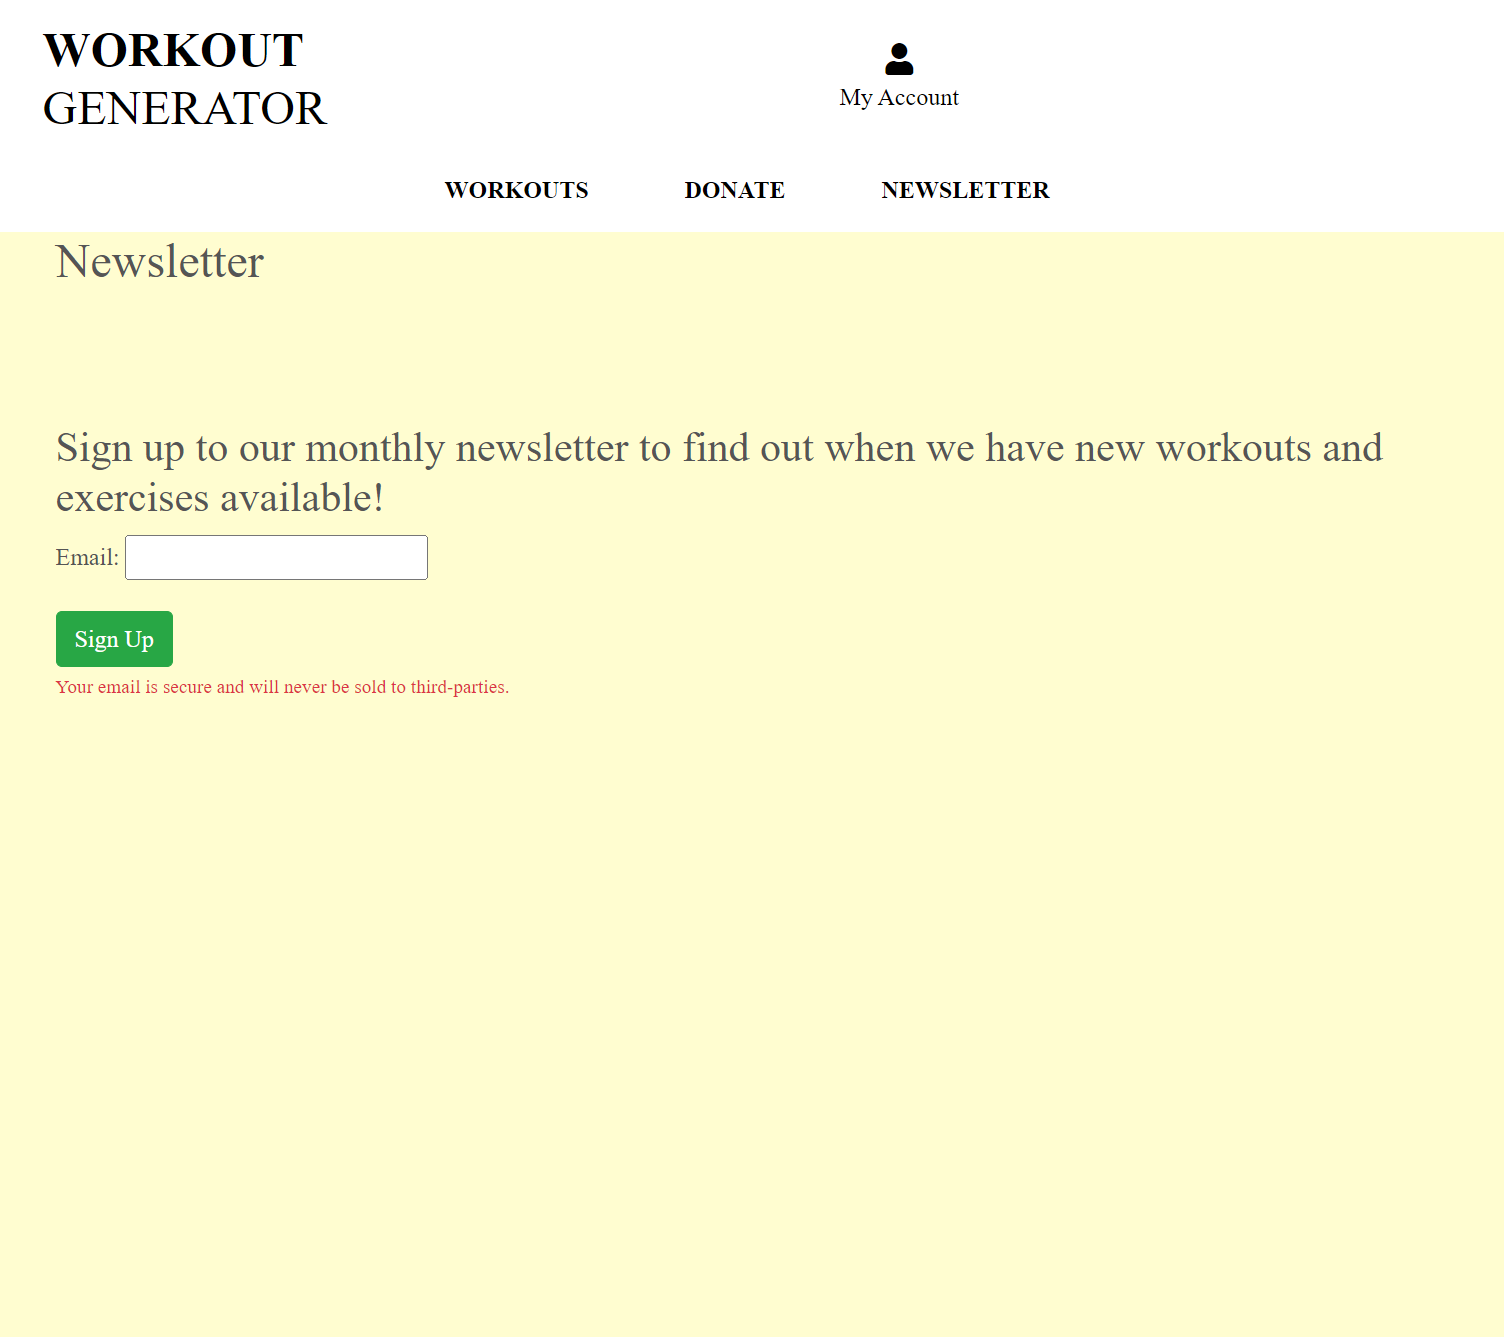 WORKOUT
GENERATOR
My Account
WORKOUTS DONATE NEWSLETTER
Newsletter
Sign up to our monthly newsletter to find out when we have new workouts and
exercises available!
Email:
Sign Up
Your email is secure and will never be sold to third-parties.